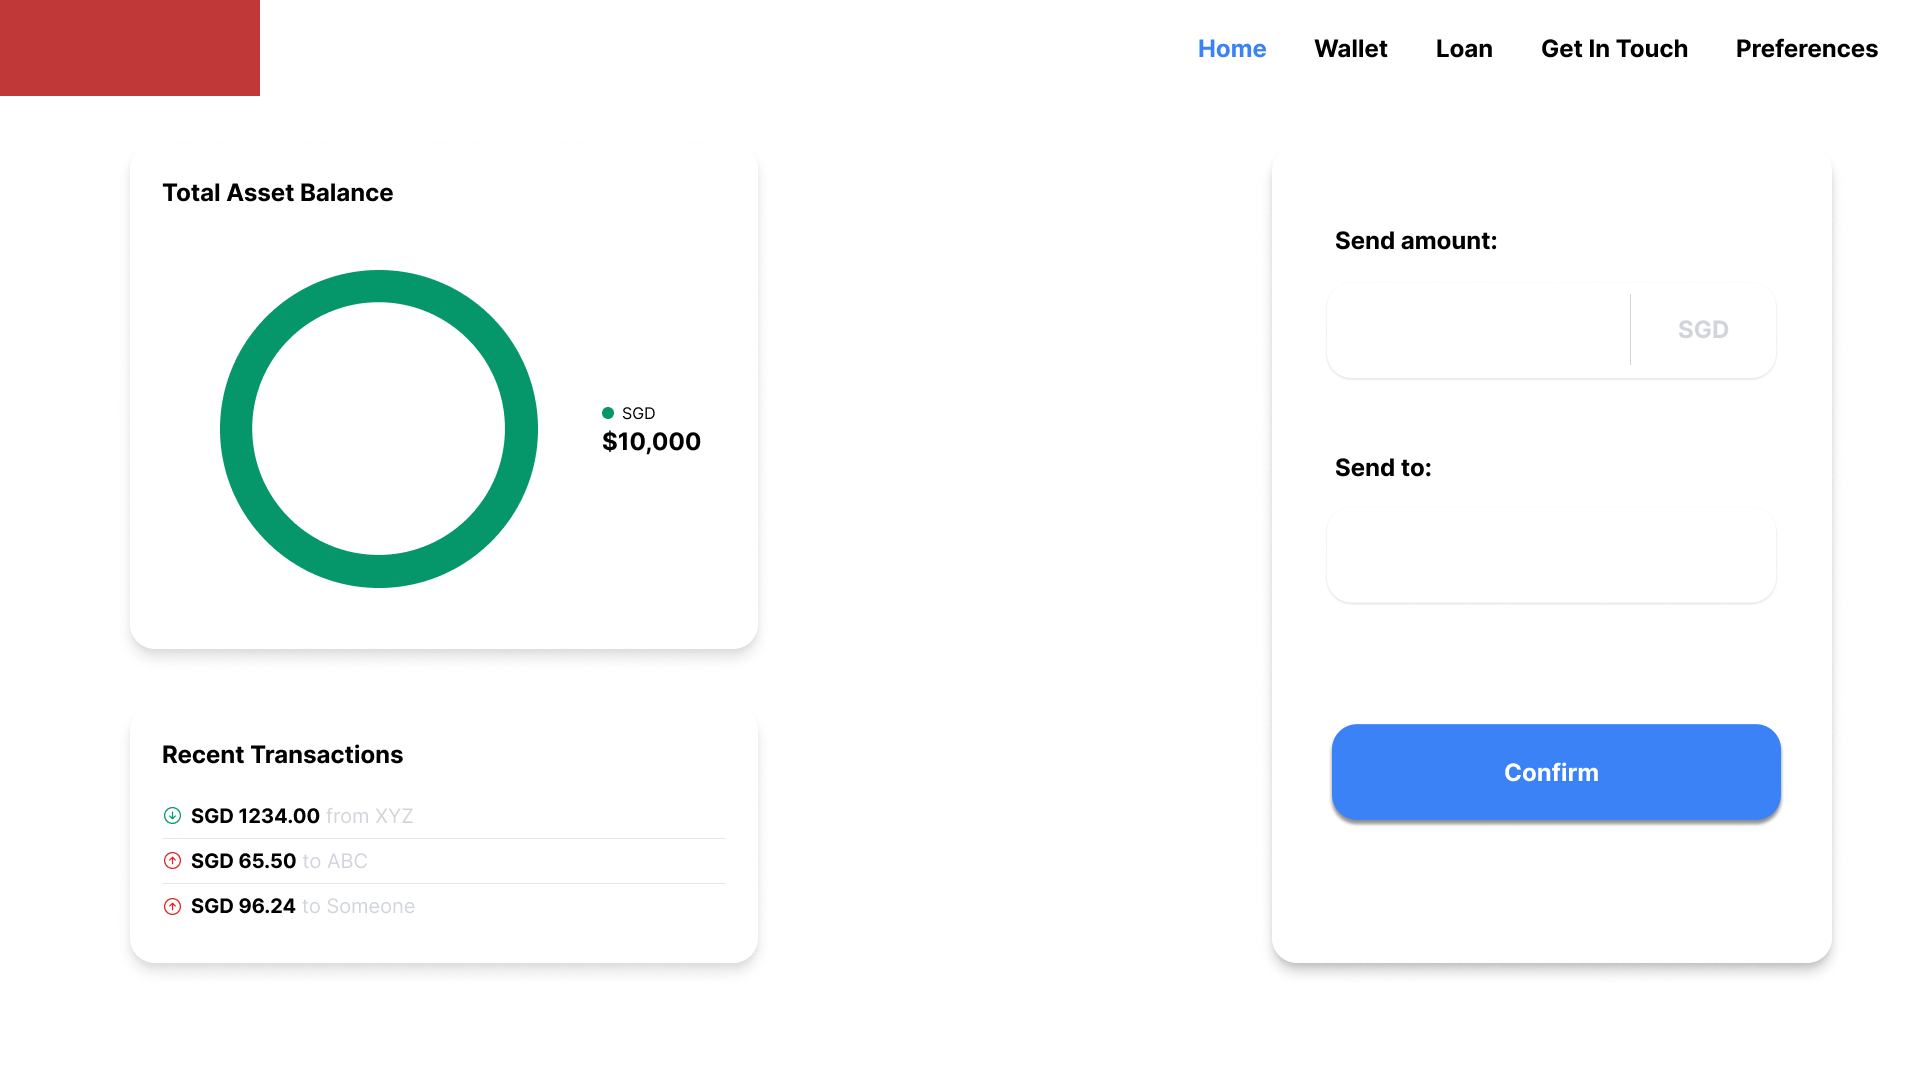 Home Wallet Loan Get In Touch Preferences
Total Asset Balance
SGD
$10,000
Recent Transactions
SGD 1234.00 from XYZ
SGD 65.50 to ABC
SGD 96.24 to Someone
Send amount:
SGD
Send to:
Confirm